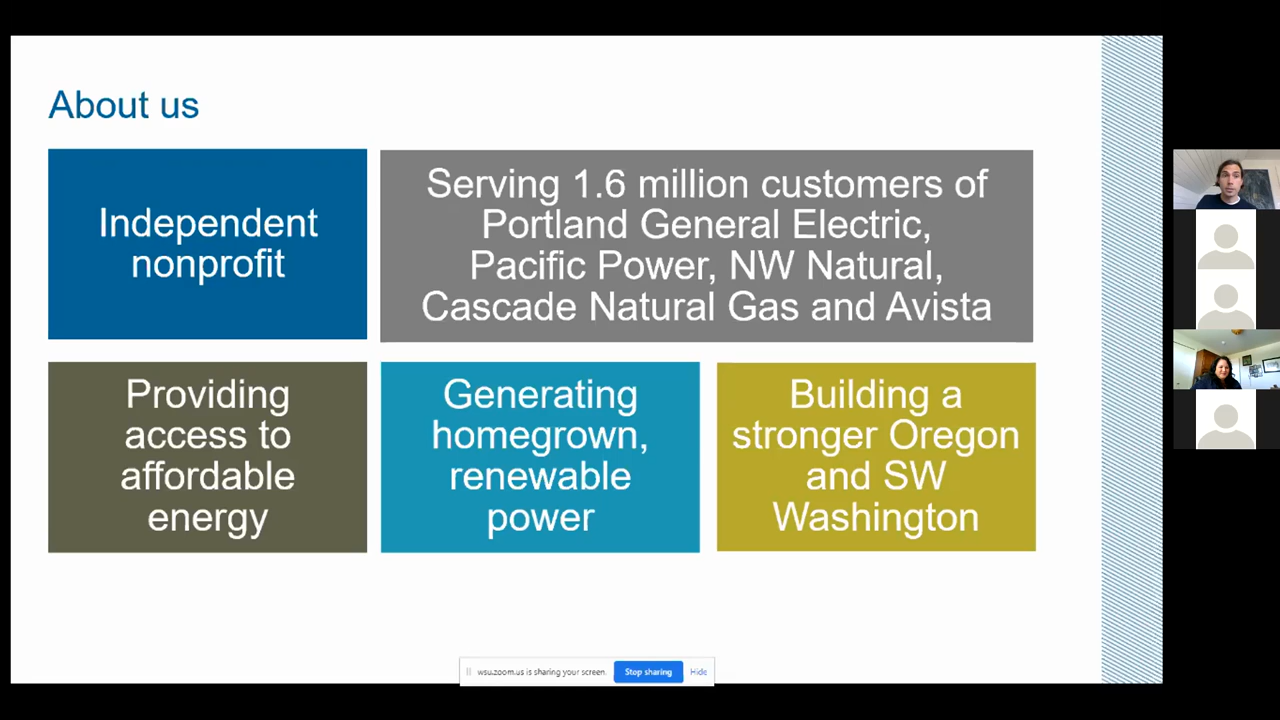 About us
Independent
nonprofit
Serving 1.6 million customers of
Portland General Electric,
Pacific Power, NW Natural,
Cascade Natural Gas and Avista
Providing
access to
affordable
energy
Generating
homegrown,
renewable
power
Building a
stronger Oregon
and SW
Washington
wsu.zoom.us is sharing your screen.
Stop sharing
Hide